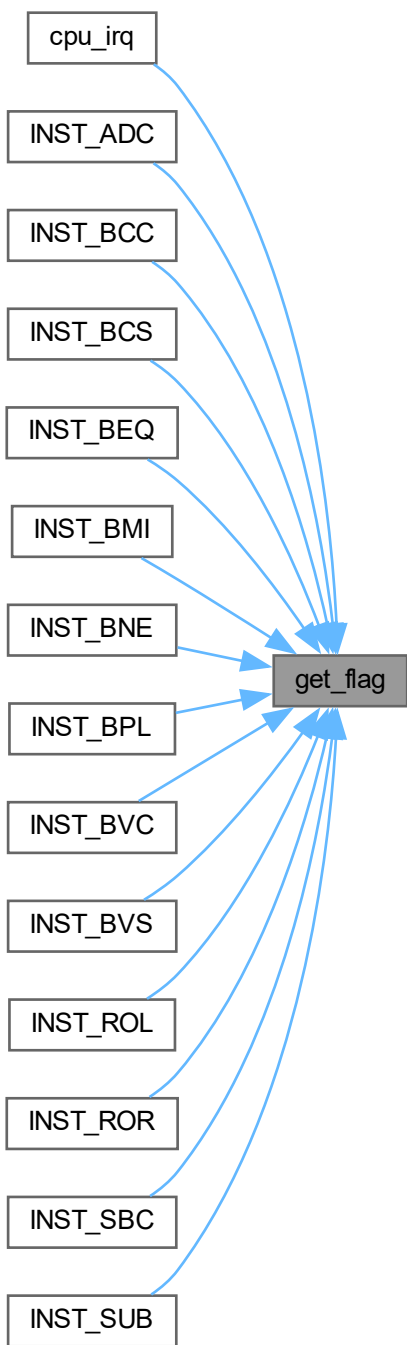 cpu_irq
INST_ADC
INST_BCC
INST_BCS
INST_BEQ
INST_BMI
INST_BNE
get_flag
INST_BPL
INST_BVC
INST_BVS
INST_ROL
INST_ROR
INST_SBC
INST_SUB